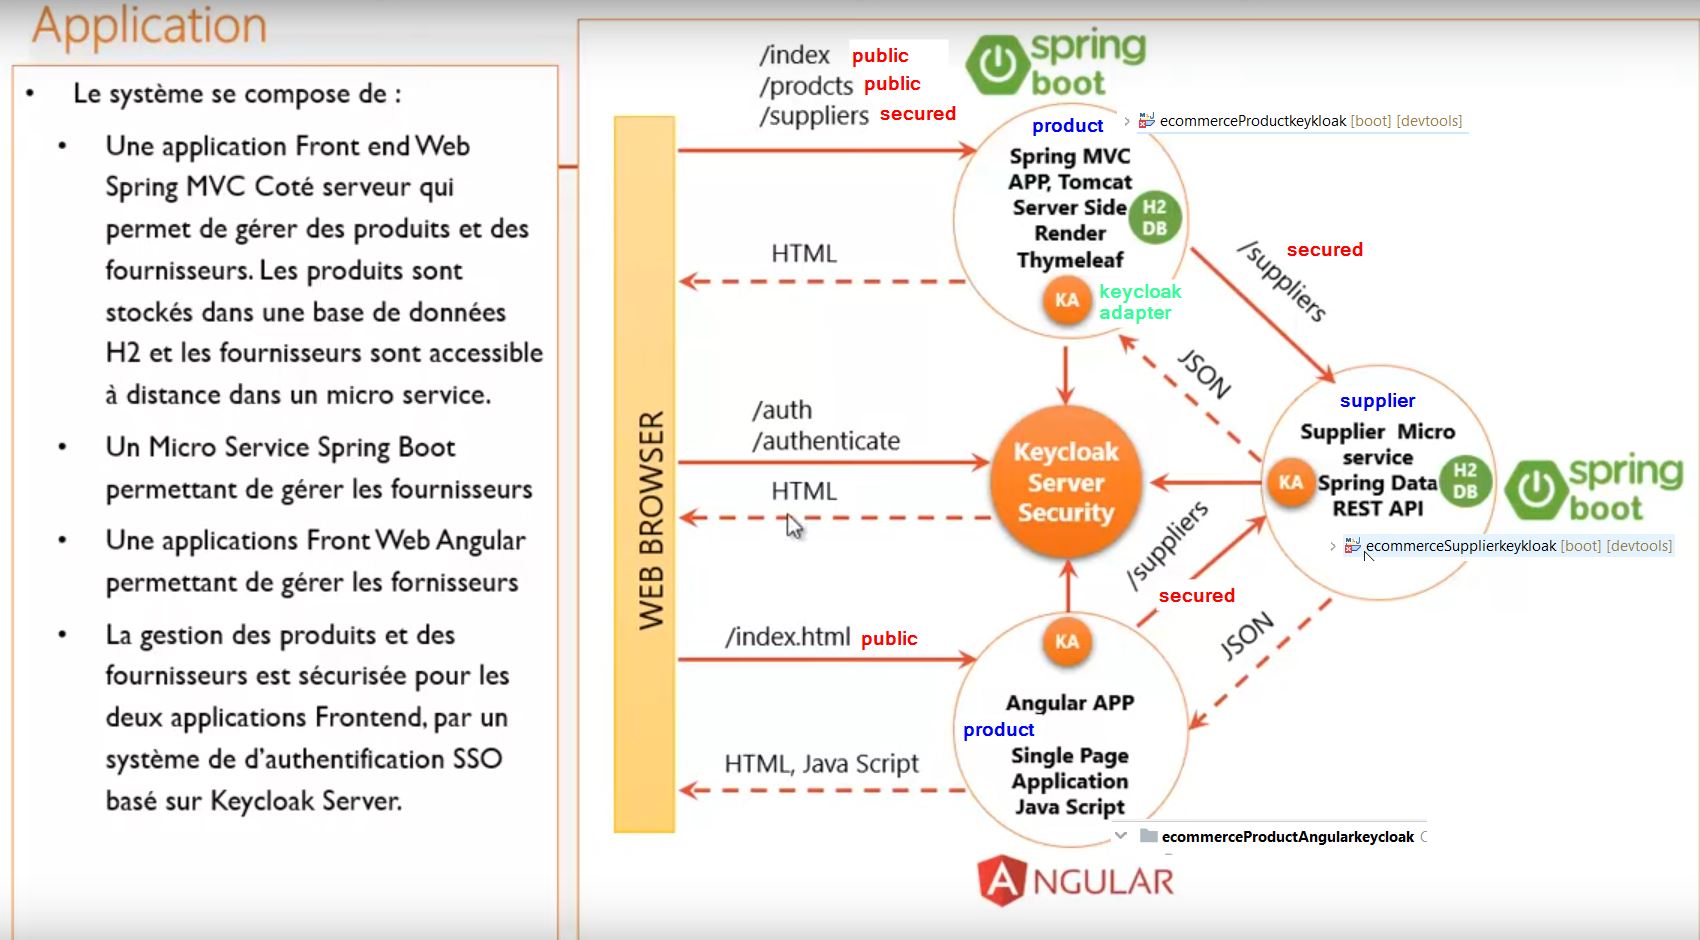 Application
• Le système se compose de :
• Une application Front end Web
Spring MVC Coté serveur qui
permet de gérer des produits et des
fournisseurs. Les produits sont
stockés dans une base de données
H2 et les fournisseurs sont accessible
à distance dans un micro service.
• Un Micro Service Spring Boot
permettant de gérer les fournisseurs
• Une applications Front Web Angular
permettant de gérer les fornisseurs
• La gestion des produits et des
fournisseurs est sécurisée pour les
deux applications Frontend, par un
système de d'authentification SSO
basé sur Keycloak Server.
WEB BROWSER
/index public
/prodcts public
/suppliers secured
spring
boot
product
ecommerceProductkeykloak [boot] [devtools]
Spring MVC
APP, Tomcat
Server Side
Render
Thymeleaf
H2
DB
KA
keycloak
adapter
HTML
/suppliers
secured
JSON
/auth
/authenticate
HTML
Keycloak
Server
Security
supplier
Supplier Micro
service
Spring Data
REST API
KA
H2
DB
spring
boot
ecommerceSupplierkeykloak [boot] [devtools]
/suppliers
secured
JSON
/index.html public
KA
Angular APP
product
Single Page
Application
Java Script
HTML, Java Script
ecommerceProductAngularkeycloak
ANGULAR